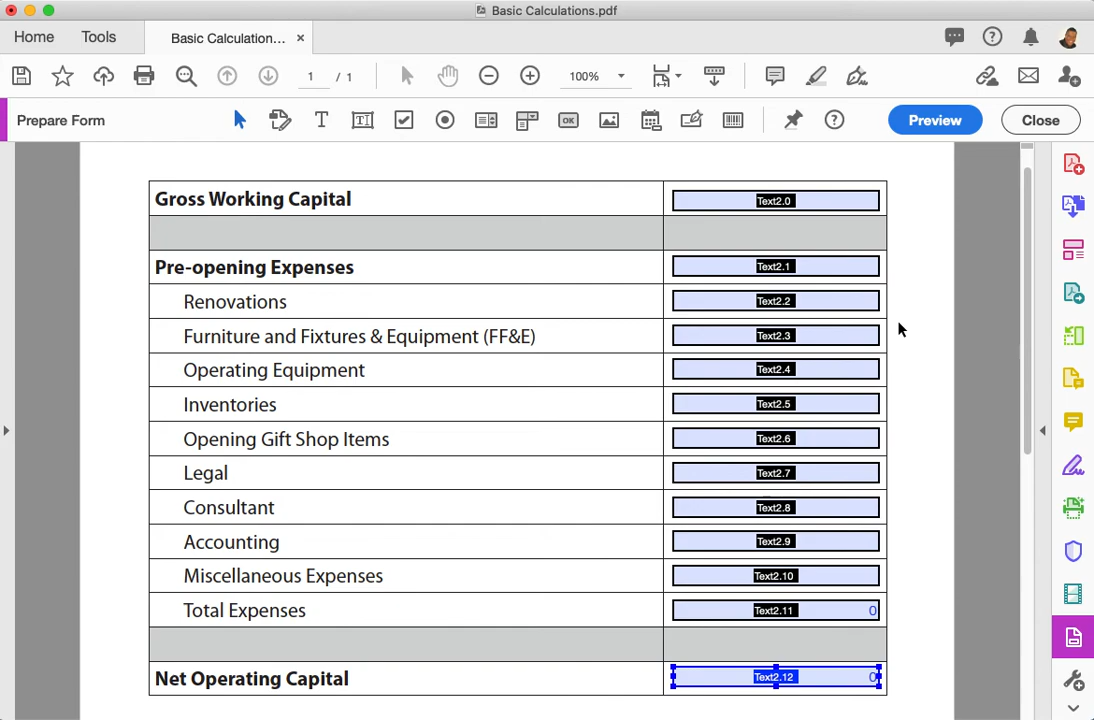 Basic Calculations.pdf
Home Tools Basic Calculation... ×
1 / 1 100%
Prepare Form T T OK ? Preview Close
Gross Working Capital Text2.0
Pre-opening Expenses Text2.1
Renovations Text2.2
Furniture and Fixtures & Equipment (FF&E) Text2.3
Operating Equipment Text2.4
Inventories Text2.5
Opening Gift Shop Items Text2.6
Legal Text2.7
Consultant Text2.8
Accounting Text2.9
Miscellaneous Expenses Text2.10
Total Expenses Text2.11 0
Net Operating Capital Text2.12 0